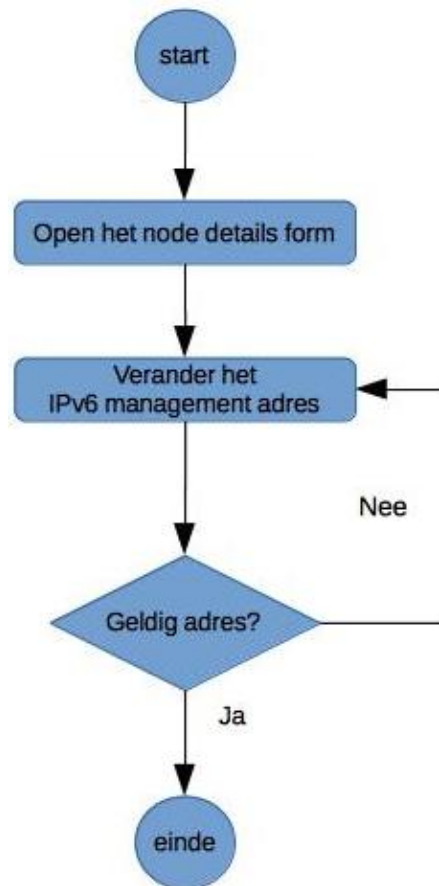 start
Open het node details form
Verander het
IPv6 management adres
Nee
Geldig adres?
Ja
einde